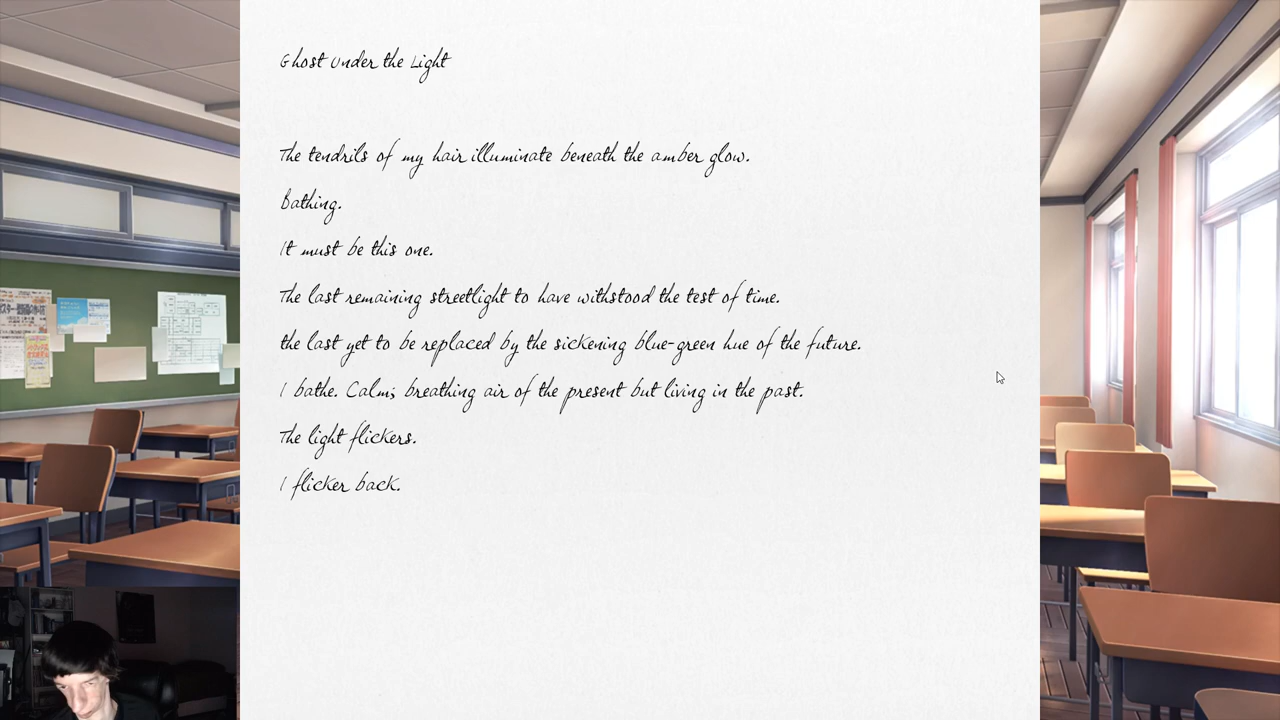 Ghost Under the Light
The tendrils of my hair illuminate beneath the amber glow.
Bathing.
It must be this one.
The last remaining streetlight to have withstood the test of time.
the last yet to be replaced by the sickening blue-green hue of the future.
I bathe. Calm; breathing air of the present but living in the past.
The light flickers.
I flicker back.